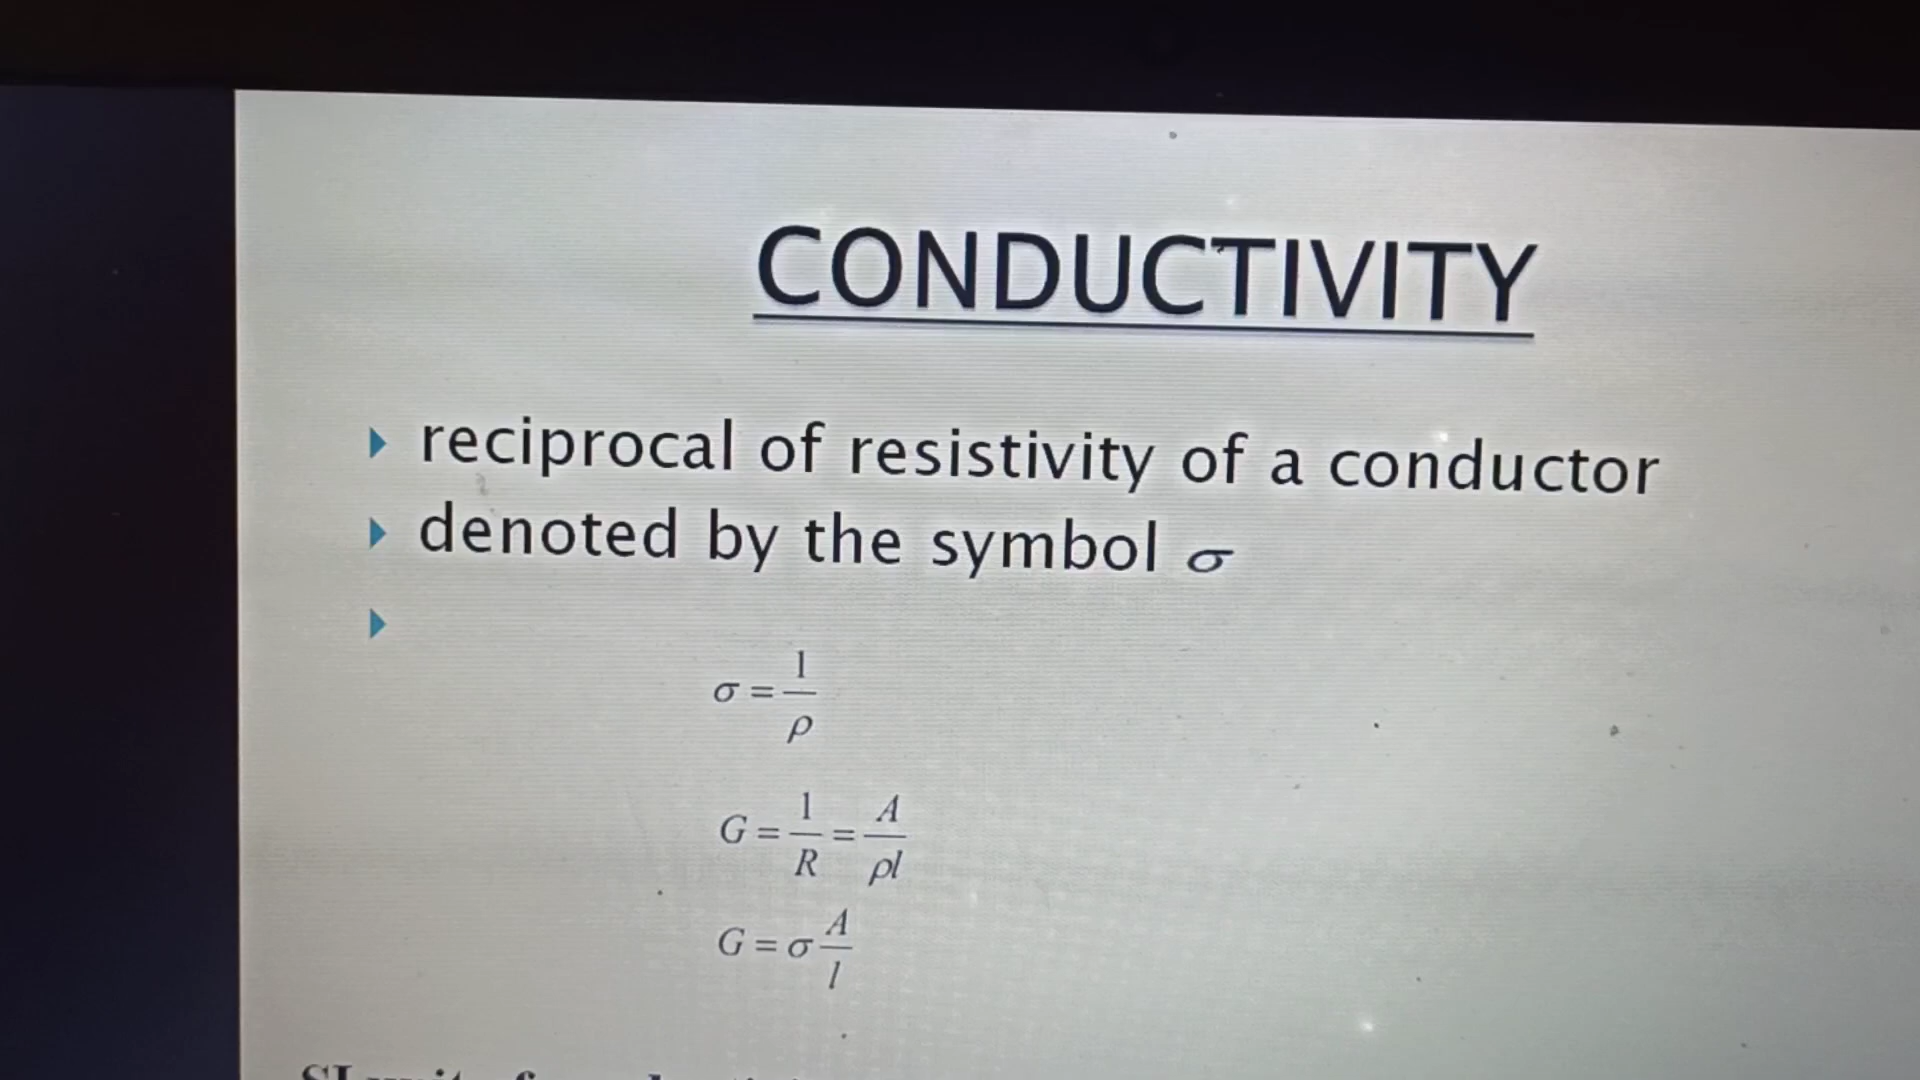 CONDUCTIVITY
reciprocal of resistivity of a conductor
denoted by the symbol σ
σ = 1/ρ
G = 1/R = A/ρl
G = σ A/l